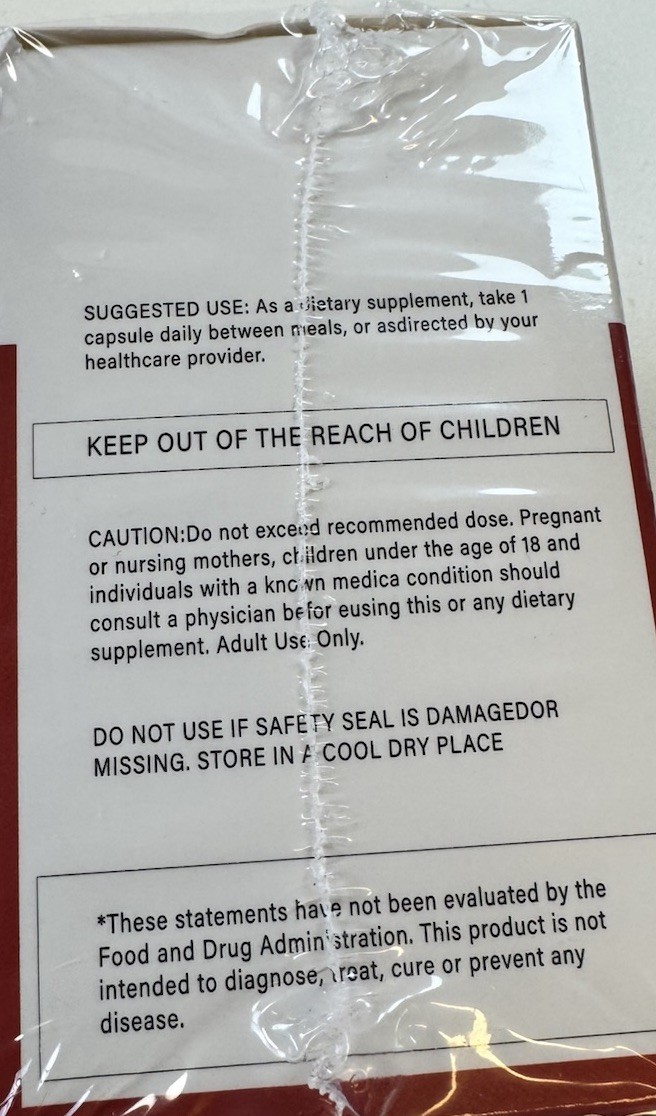 SUGGESTED USE: As a dietary supplement, take 1
capsule daily between meals, or asdirected by your
healthcare provider.
KEEP OUT OF THE REACH OF CHILDREN
CAUTION:Do not exceed recommended dose. Pregnant
or nursing mothers, children under the age of 18 and
individuals with a known medica condition should
consult a physician befor eusing this or any dietary
supplement. Adult Use Only.
DO NOT USE IF SAFETY SEAL IS DAMAGEDOR
MISSING. STORE IN A COOL DRY PLACE
*These statements have not been evaluated by the
Food and Drug Administration. This product is not
intended to diagnose, treat, cure or prevent any
disease.